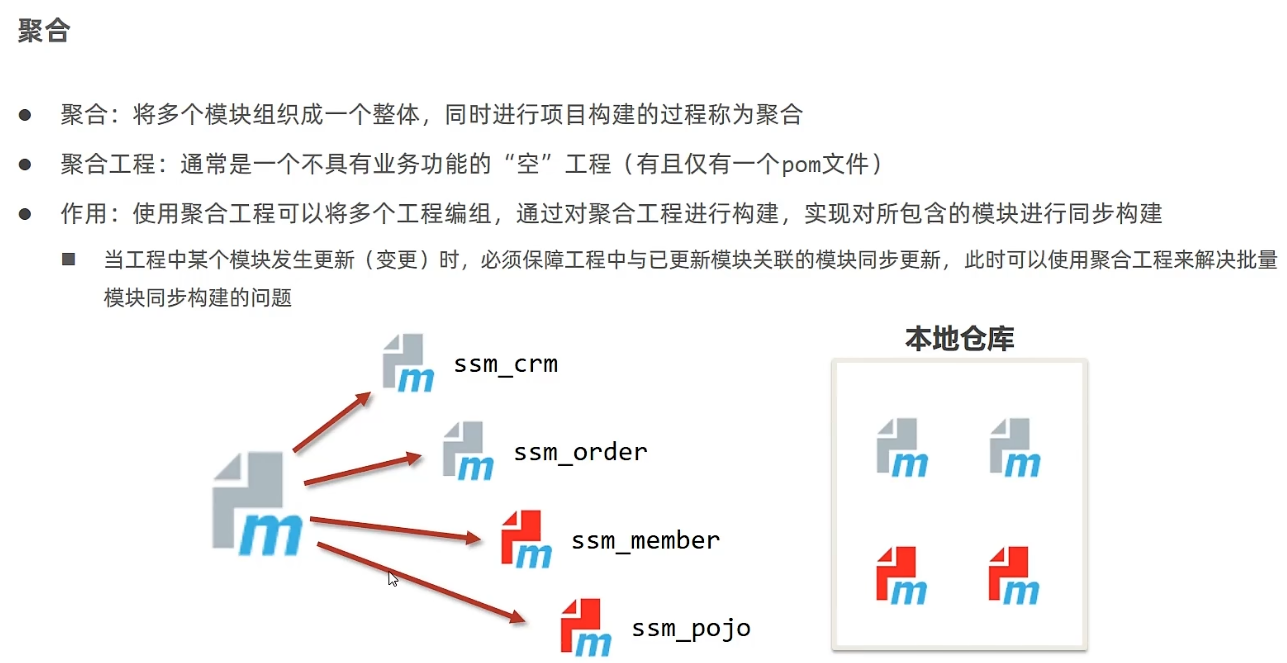 聚合
● 聚合：将多个模块组织成一个整体，同时进行项目构建的过程称为聚合
● 聚合工程：通常是一个不具有业务功能的“空”工程（有且仅有一个pom文件）
● 作用：使用聚合工程可以将多个工程编组，通过对聚合工程进行构建，实现对所包含的模块进行同步构建
■ 当工程中某个模块发生更新（变更）时，必须保障工程中与已更新模块关联的模块同步更新，此时可以使用聚合工程来解决批量
模块同步构建的问题
m ssm_crm
m ssm_order
m
m ssm_member
m ssm_pojo
本地仓库
m m
m m